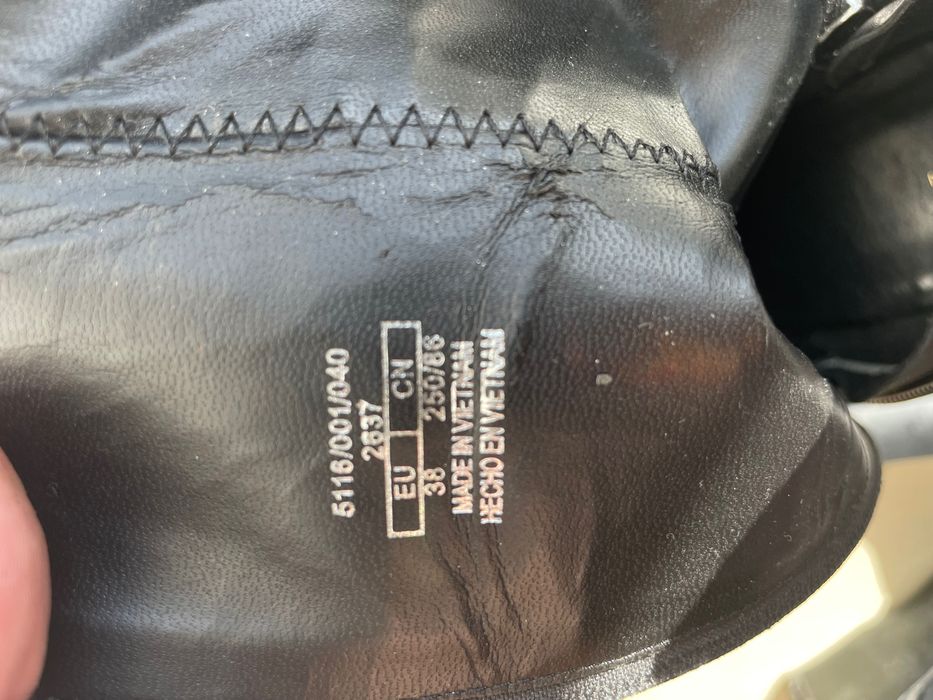 5116/001/040
2637
EU CN
38 250/86
MADE IN VIETNAM
HECHO EN VIETNAM